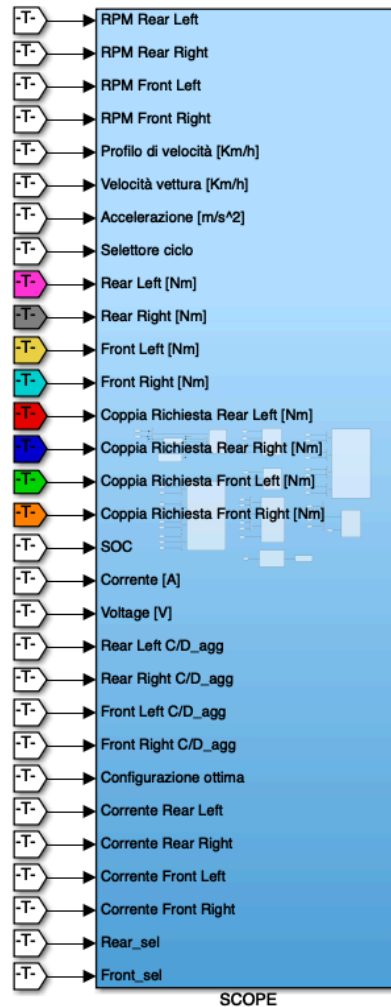 -T- RPM Rear Left
-T- RPM Rear Right
-T- RPM Front Left
-T- RPM Front Right
-T- Profilo di velocità [Km/h]
-T- Velocità vettura [Km/h]
-T- Accelerazione [m/s^2]
-T- Selettore ciclo
-T- Rear Left [Nm]
-T- Rear Right [Nm]
-T- Front Left [Nm]
-T- Front Right [Nm]
-T- Coppia Richiesta Rear Left [Nm]
-T- Coppia Richiesta Rear Right [Nm]
-T- Coppia Richiesta Front Left [Nm]
-T- Coppia Richiesta Front Right [Nm]
-T- SOC
-T- Corrente [A]
-T- Voltage [V]
-T- Rear Left C/D_agg
-T- Rear Right C/D_agg
-T- Front Left C/D_agg
-T- Front Right C/D_agg
-T- Configurazione ottima
-T- Corrente Rear Left
-T- Corrente Rear Right
-T- Corrente Front Left
-T- Corrente Front Right
-T- Rear_sel
-T- Front_sel
SCOPE